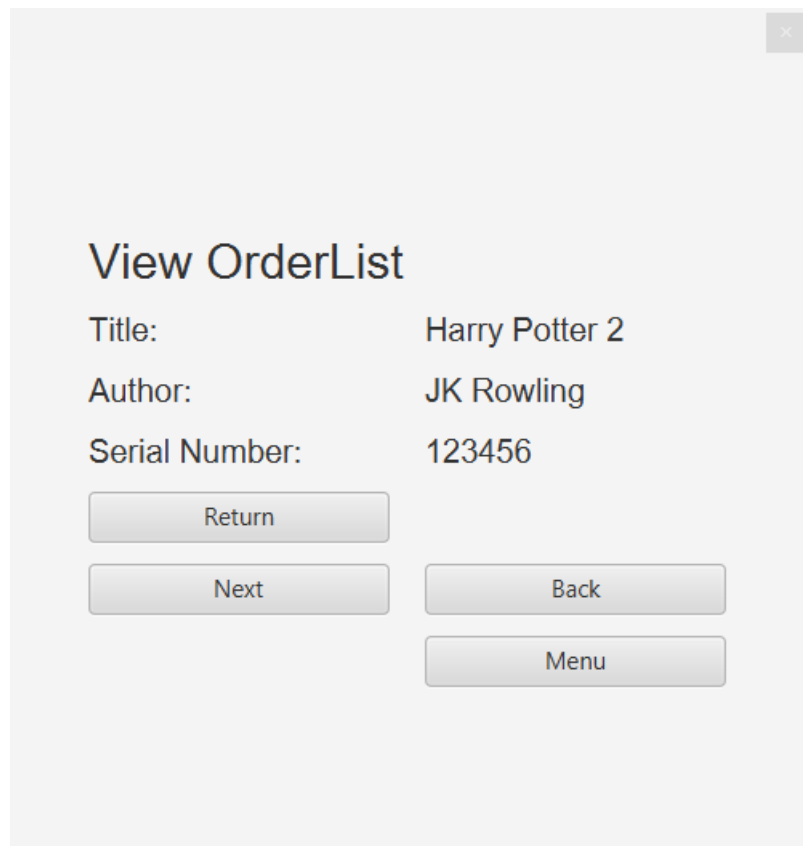 View OrderList
Title: Harry Potter 2
Author: JK Rowling
Serial Number: 123456
Return
Next Back
Menu